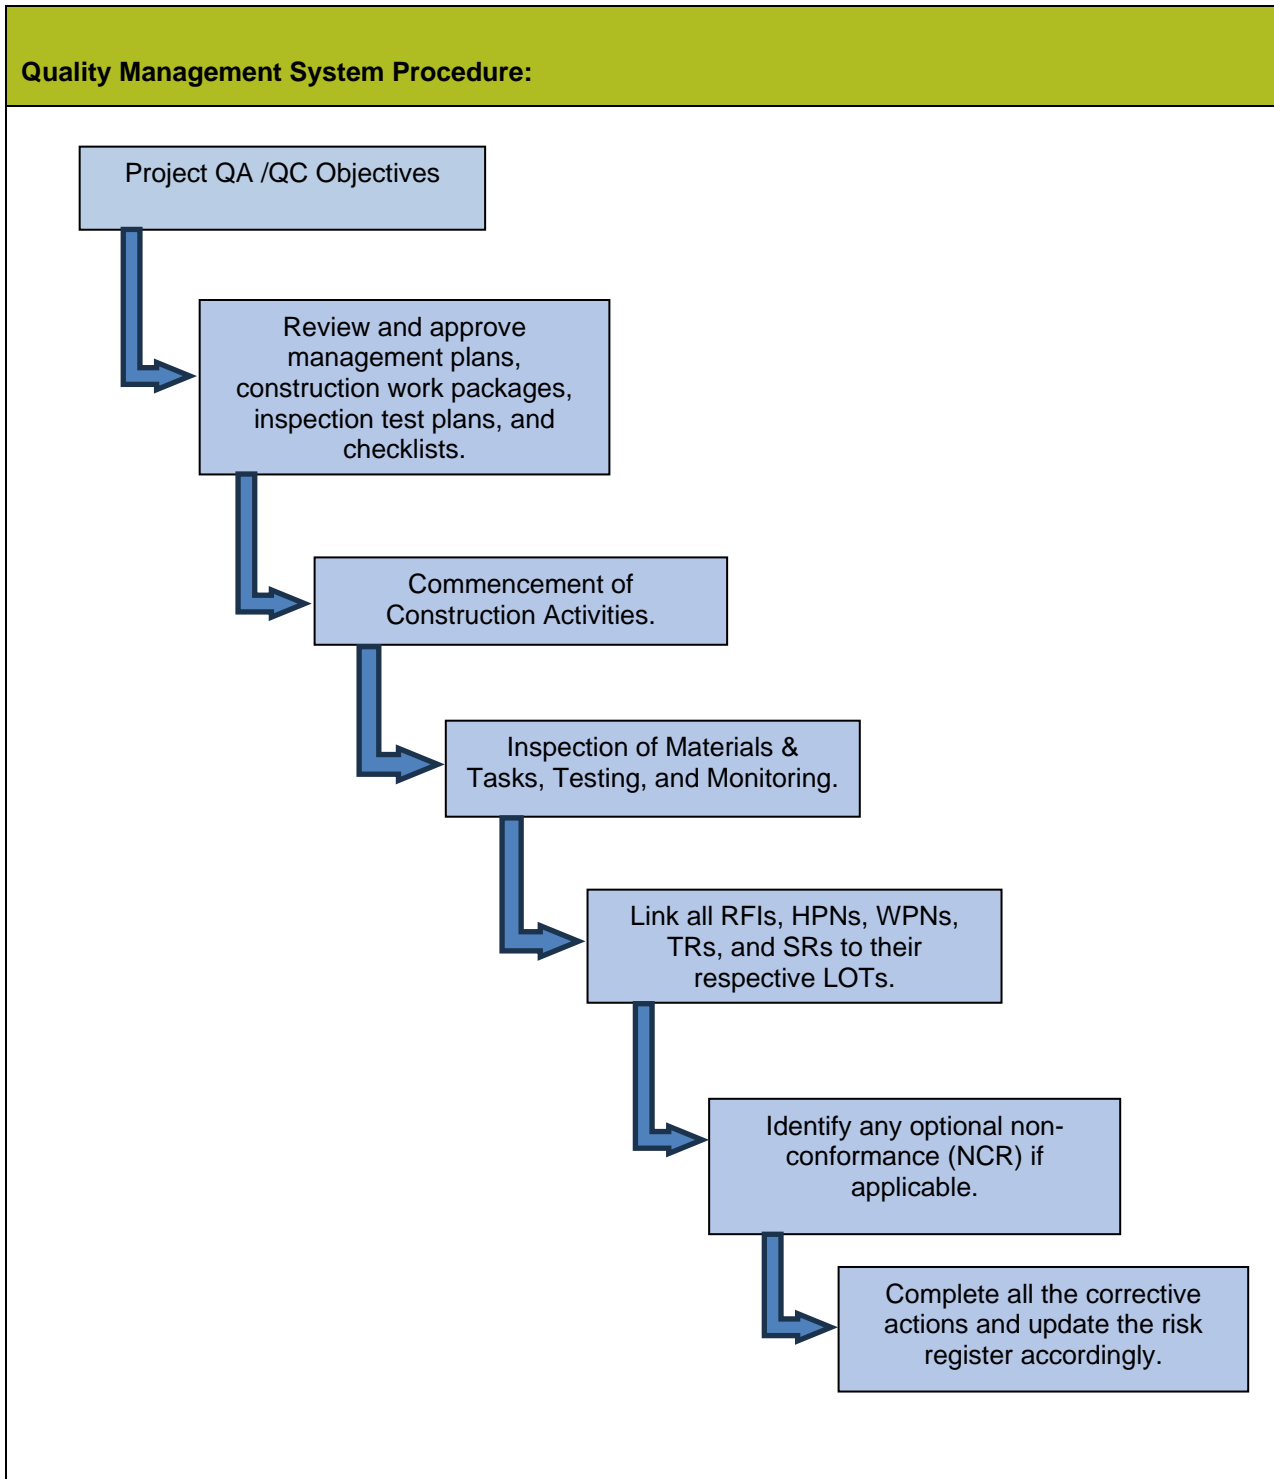 Quality Management System Procedure:
Project QA /QC Objectives
Review and approve
management plans,
construction work packages,
inspection test plans, and
checklists.
Commencement of
Construction Activities.
Inspection of Materials &
Tasks, Testing, and Monitoring.
Link all RFIs, HPNs, WPNs,
TRs, and SRs to their
respective LOTs.
Identify any optional non-
conformance (NCR) if
applicable.
Complete all the corrective
actions and update the risk
register accordingly.